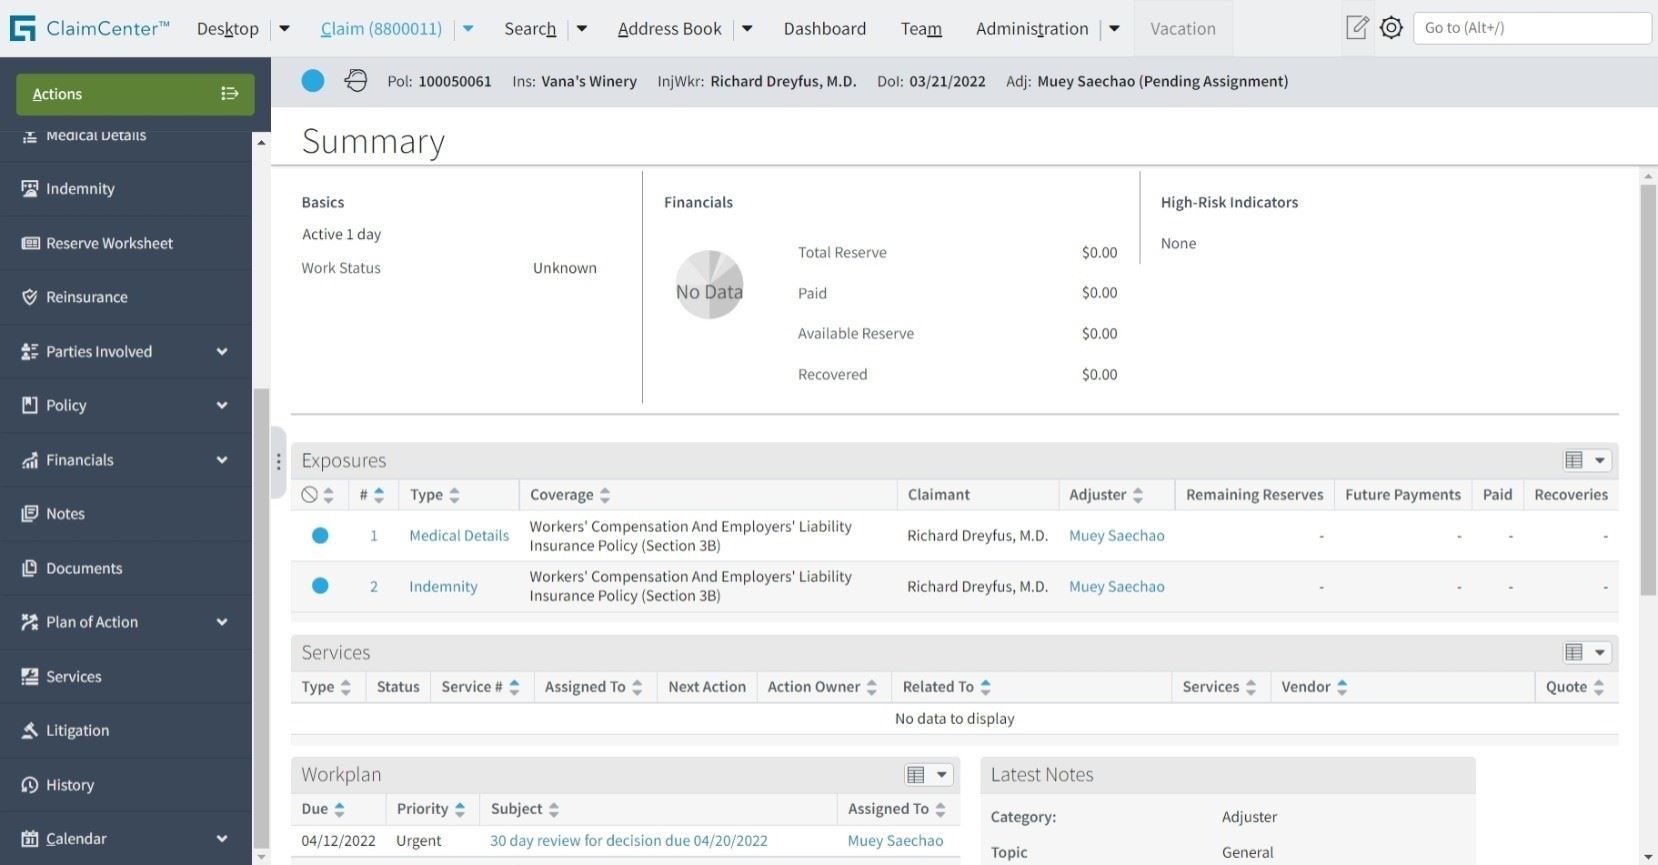 ClaimCenter™ Desktop Claim (8800011) Search Address Book Dashboard Team Administration Vacation Go to (Alt+/)
Actions
Pol: 100050061 Ins: Vana's Winery InjWkr: Richard Dreyfus, M.D. DoI: 03/21/2022 Adj: Muey Saechao (Pending Assignment)
Medical Details
Indemnity
Reserve Worksheet
Reinsurance
Parties Involved
Policy
Financials
Notes
Documents
Plan of Action
Services
Litigation
History
Calendar
Summary
Basics
Active 1 day
Work Status Unknown
Financials
No Data
Total Reserve $0.00
Paid $0.00
Available Reserve $0.00
Recovered $0.00
High-Risk Indicators
None
Exposures
# Type Coverage Claimant Adjuster Remaining Reserves Future Payments Paid Recoveries
1 Medical Details Workers' Compensation And Employers' Liability Insurance Policy (Section 3B) Richard Dreyfus, M.D. Muey Saechao - - - -
2 Indemnity Workers' Compensation And Employers' Liability Insurance Policy (Section 3B) Richard Dreyfus, M.D. Muey Saechao - - - -
Services
Type Status Service # Assigned To Next Action Action Owner Related To Services Vendor Quote
No data to display
Workplan
Due Priority Subject Assigned To
04/12/2022 Urgent 30 day review for decision due 04/20/2022 Muey Saechao
Latest Notes
Category: Adjuster
Topic General